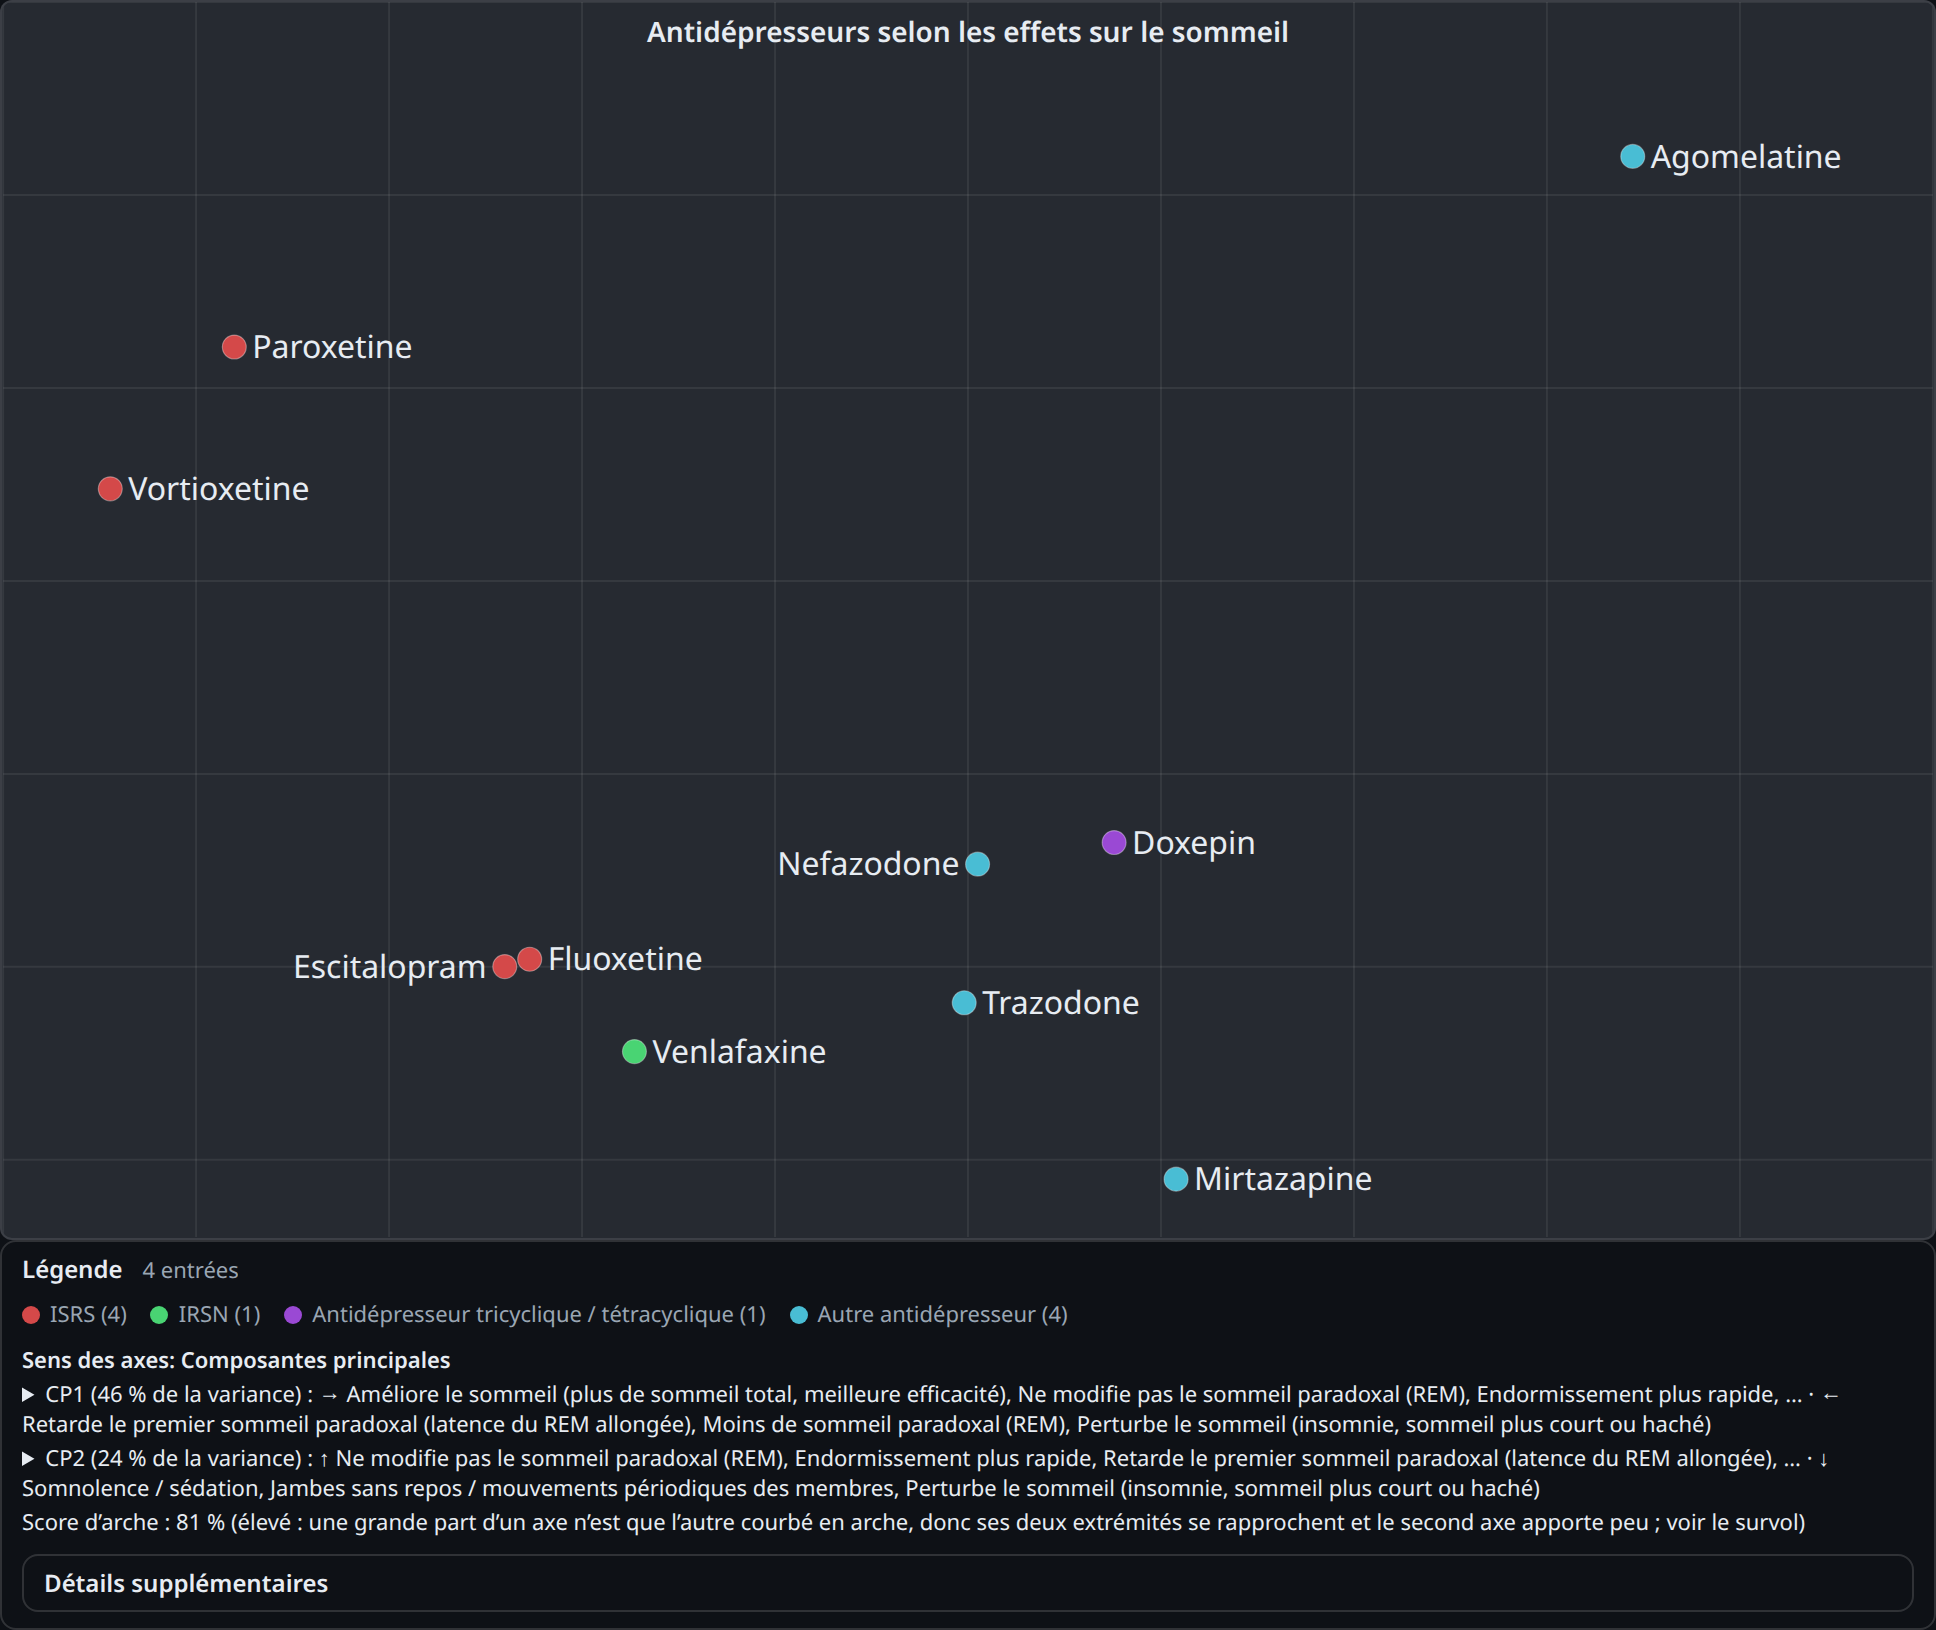 Antidépresseurs selon les effets sur le sommeil
Agomelatine
Paroxetine
Vortioxetine
Doxepin
Nefazodone
Escitalopram
Fluoxetine
Trazodone
Venlafaxine
Mirtazapine
Légende 4 entrées
ISRS (4) IRSN (1) Antidépresseur tricyclique / tétracyclique (1) Autre antidépresseur (4)
Sens des axes: Composantes principales
▶ CP1 (46 % de la variance) : → Améliore le sommeil (plus de sommeil total, meilleure efficacité), Ne modifie pas le sommeil paradoxal (REM), Endormissement plus rapide, … · ←
Retarde le premier sommeil paradoxal (latence du REM allongée), Moins de sommeil paradoxal (REM), Perturbe le sommeil (insomnie, sommeil plus court ou haché)
▶ CP2 (24 % de la variance) : ↑ Ne modifie pas le sommeil paradoxal (REM), Endormissement plus rapide, Retarde le premier sommeil paradoxal (latence du REM allongée), … · ↓
Somnolence / sédation, Jambes sans repos / mouvements périodiques des membres, Perturbe le sommeil (insomnie, sommeil plus court ou haché)
Score d’arche : 81 % (élevé : une grande part d’un axe n’est que l’autre courbé en arche, donc ses deux extrémités se rapprochent et le second axe apporte peu ; voir le survol)
Détails supplémentaires